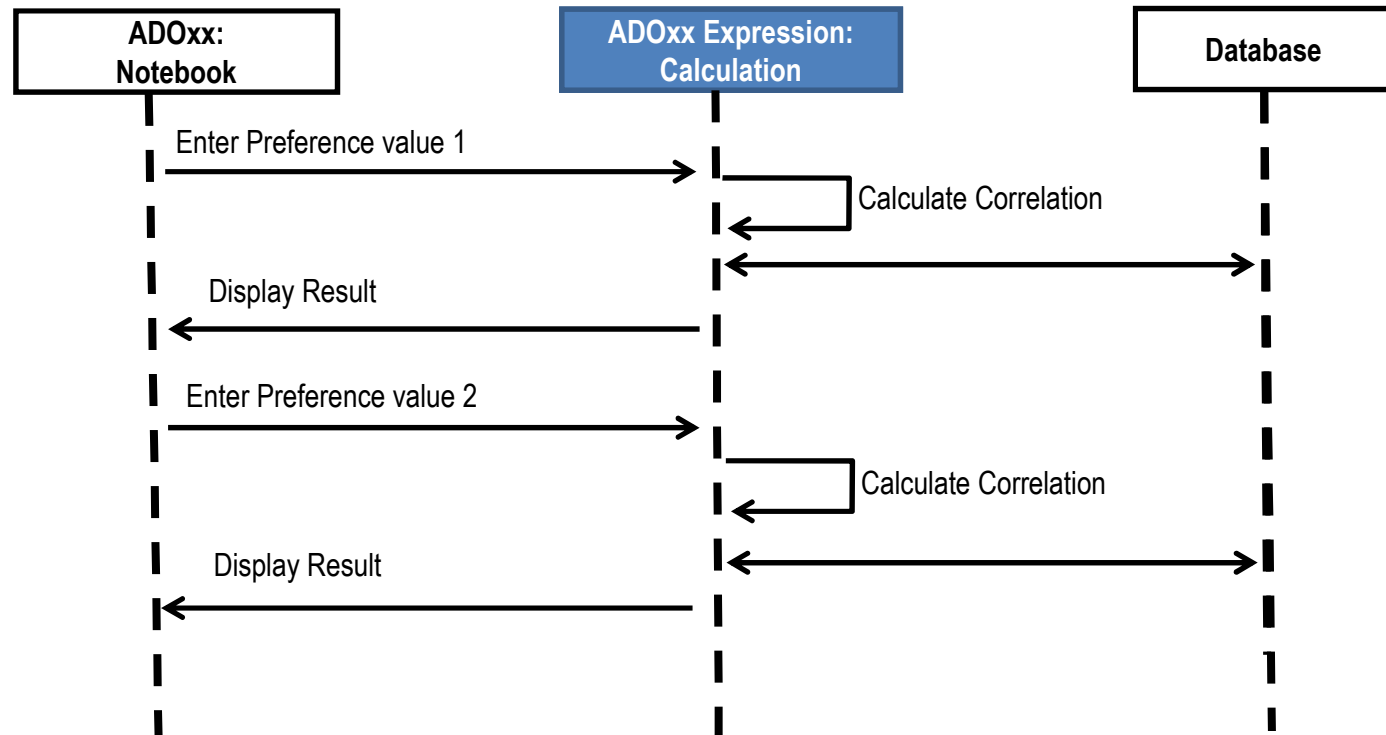 ADOxx:
Notebook
ADOxx Expression:
Calculation
Database
Enter Preference value 1
Calculate Correlation
Display Result
Enter Preference value 2
Calculate Correlation
Display Result